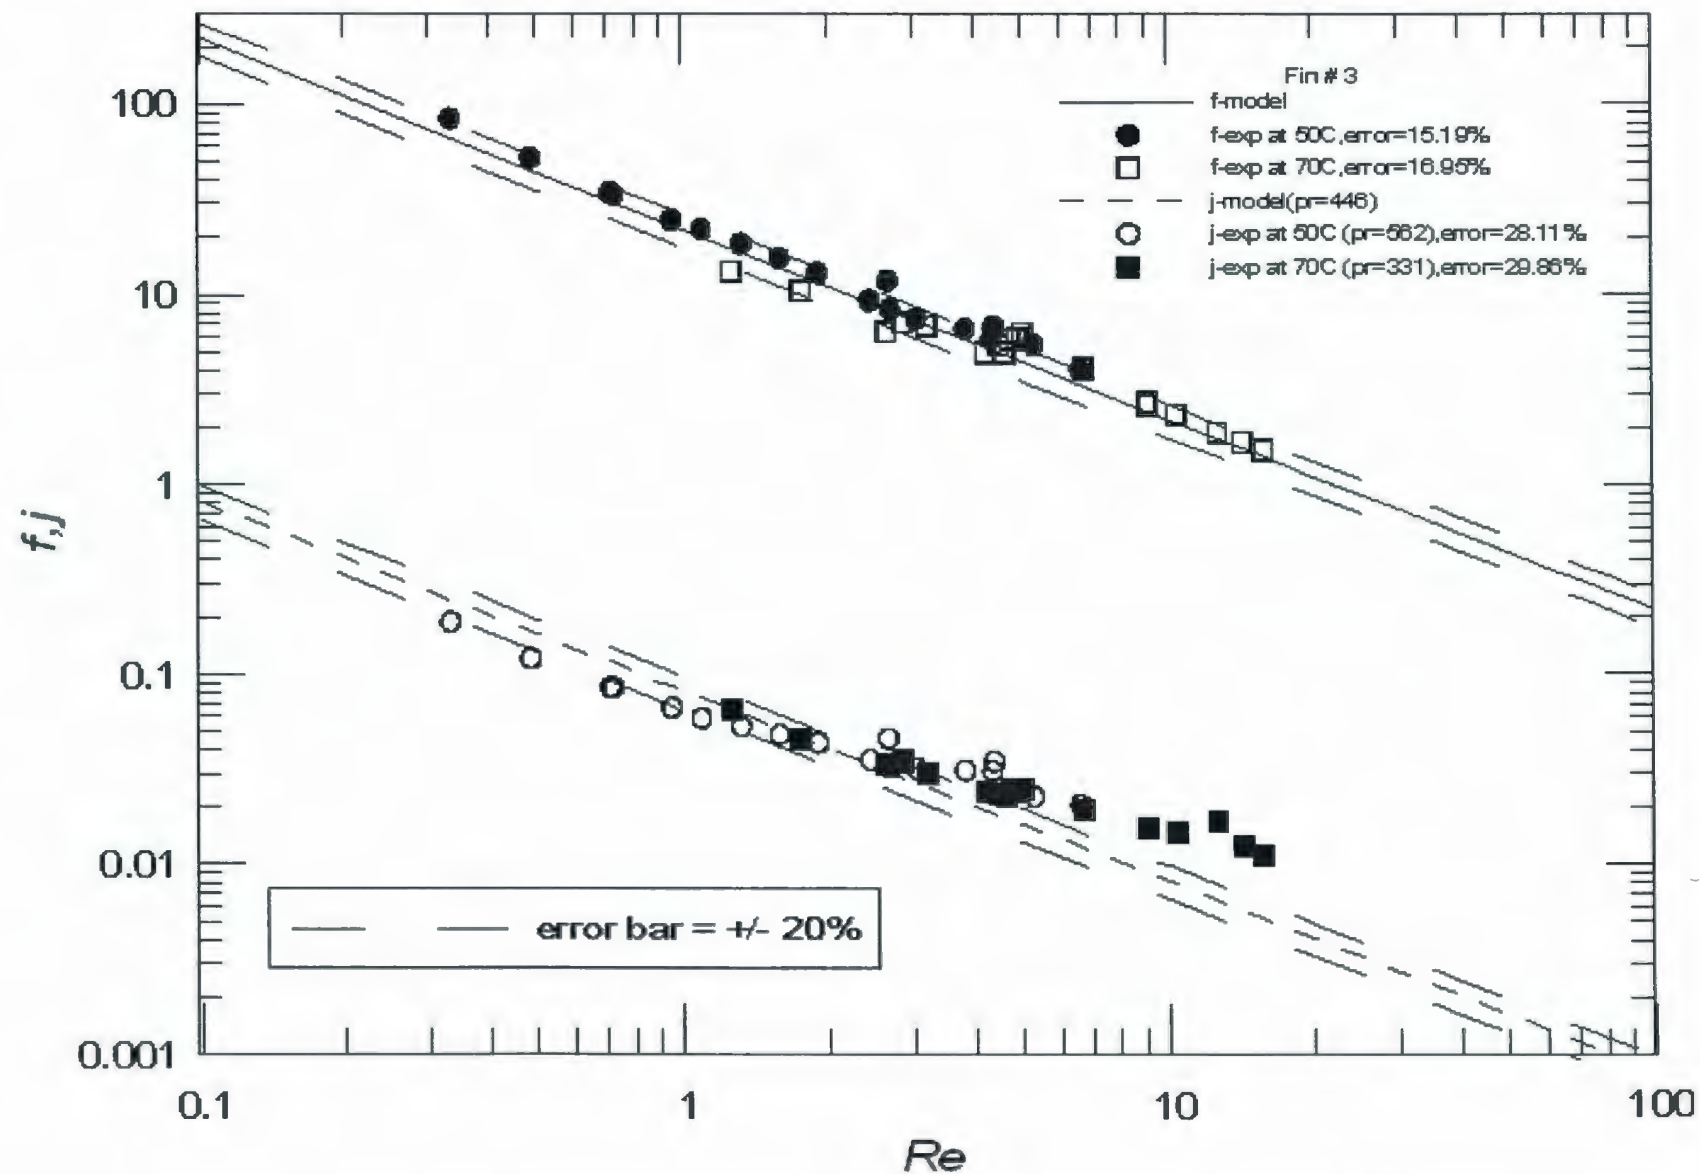 Fin # 3
f-model
f-exp at 50C,error=15.19%
f-exp at 70C,error=16.95%
j-model(pr=446)
j-exp at 50C (pr=562),error=28.11%
j-exp at 70C (pr=331),error=29.86%
100
10
1
0.1
0.01
0.001
f,j
error bar = +/- 20%
0.1 1 10 100
Re